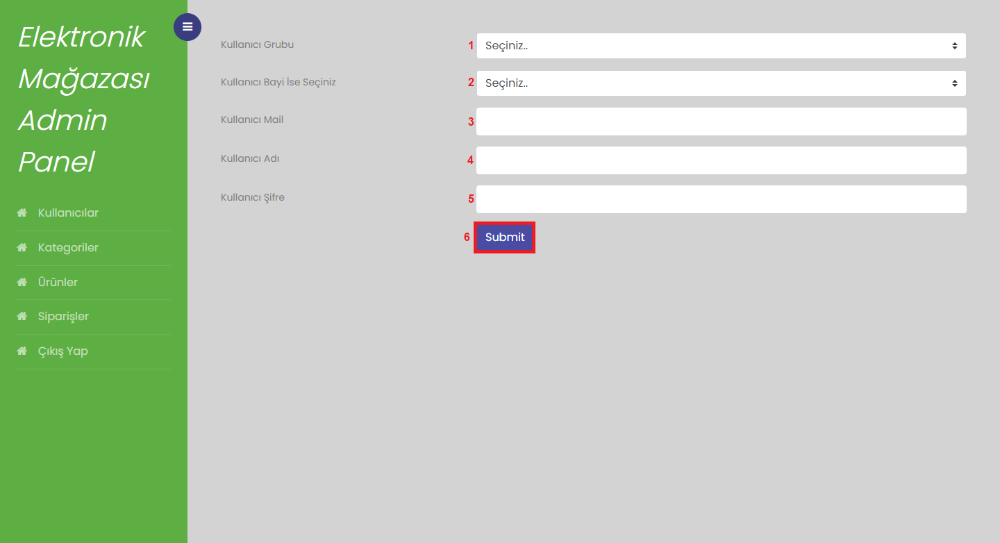 Elektronik
Mağazası
Admin
Panel
Kullanıcılar
Kategoriler
Ürünler
Siparişler
Çıkış Yap
Kullanıcı Grubu 1 Seçiniz..
Kullanıcı Bayi İse Seçiniz 2 Seçiniz..
Kullanıcı Mail 3
Kullanıcı Adı 4
Kullanıcı Şifre 5
6 Submit